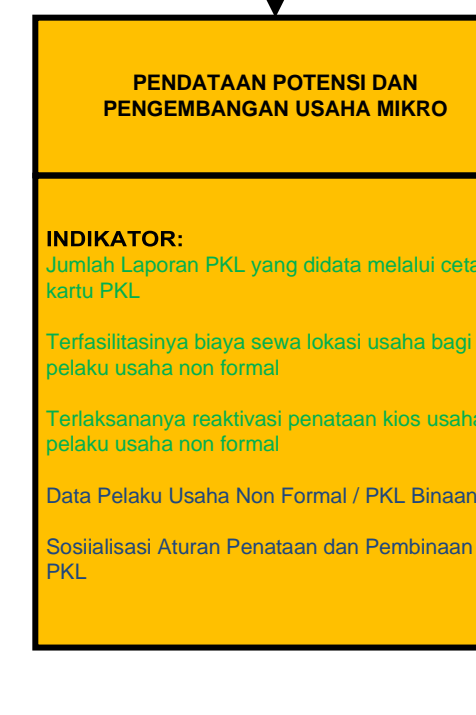 PENDATAAN POTENSI DAN
PENGEMBANGAN USAHA MIKRO
INDIKATOR:
Jumlah Laporan PKL yang didata melalui
kartu PKL
Terfasilitasinya biaya sewa lokasi usaha bagi
pelaku usaha non formal
Terlaksananya reaktivasi penataan kios
pelaku usaha non formal
Data Pelaku Usaha Non Formal / PKL Binaan
Sosiialisasi Aturan Penataan dan Pembinaan
PKL